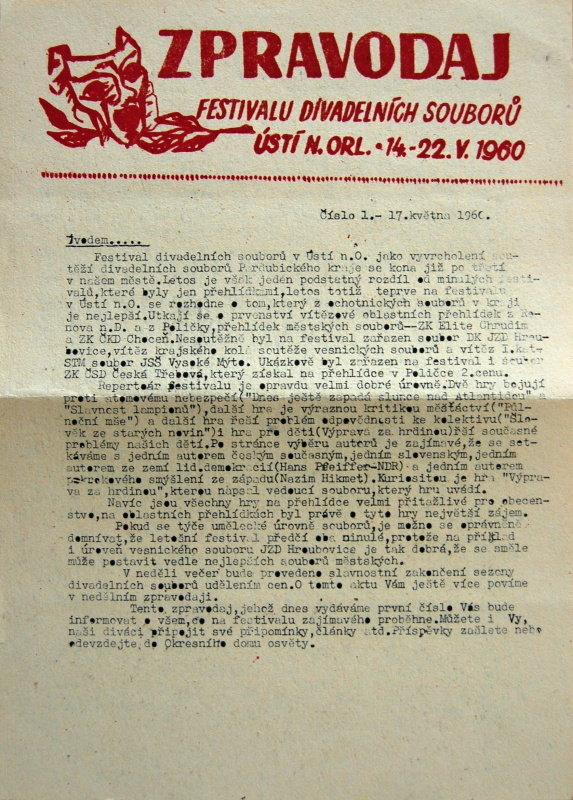 ZPRAVODAJ
FESTIVALU DIVADELNÍCH SOUBORŮ
ÚSTÍ N. ORL. • 14.-22. V. 1960
Číslo 1.- 17.května 1960.
Úvodem.....
Festival divadelních souborů v Ústí n.O. jako vyvrcholení sou-
těží divadelních souborů Pardubického kraje se koná již po třetí
v našem městě.Letos je však jeden podstatný rozdíl od minulých festi-
valů,které byly jen přehlídkami,letos totiž teprve na festivalu
v Ústí n.O. se rozhodne o tom,který z ochotnických souborů v kraji
je nejlepší.Utkají se o prvenství vítězové oblastních přehlídek z Ro-
nova n.D. a z Poličky,přehlídek městských souborů--ZK Elite Chrudim
a ZK ČKD Choceň.Nesoutěžně byl na festival zařazen soubor DK JZD Hrou-
bovice,vítěz krajského kola soutěže vesnických souborů a vítěz I.kat.
STM soubor JSŠ Vysoké Mýto. Ukázkově byl zařazen na festival i soubor
ZK ČSD Česká Třebová,který získal na přehlídce v Poličce 2.cenu.
Repertoár festivalu je opravdu velmi dobré úrovně.Dvě hry bojují
proti atomovému nebezpečí("Dnes ještě zapadá slunce nad Atlantidou" a
"Slavnost lampionů"),další hra je výraznou kritikou měšťáctví("Půl-
noční mše") a další hra řeší problém odpovědnosti ke kolektivu("Člo-
věk ze starých novin")i hra pro děti(Výprava za hrdinou)řší současné
problémy našich dětí.Po stránce výběru autorů je zajímavé,že se set-
káváme s jedním autorem českým současným,jedním slovenským,jedním
autorem ze zemí lid.demokracií(Hans Pfeiffer-NDR) a jedním autorem
pokrokového smýšlení ze západu(Nazim Hikmet).Kuriositou je hra "Výpra-
va za hrdinou",kterou napsal vedoucí souboru,který hru uvádí.
Navíc jsou všechny hry na přehlídce velmi přitažlivé pro obecen-
stvo,na oblastních přehlídkách byl právě o tyto hry největší zájem.
Pokud se týče umělecké úrovně souborů,je možno se oprávněně
domnívat,že letošní festival předčí oba minulé,protože na příklad
i úroveň vesnického souboru JZD Hroubovice je tak dobrá,že se směle
může postavit vedle nejlepších souborů městských.
V neděli večer bude provedeno slavnostní zakončení sezony
divadelních souborů udělením cen.O tomto aktu Vám ještě více povíme
v nedělním zpravodaji.
Tento zpravodaj,jehož dnes vydáváme první číslo Vás bude
informovat o všem,co na festivalu zajímavého proběhne.Můžete i Vy,
naši diváci připojit své připomínky,články atd.Příspěvky zašlete nebo
odevzdejte do Okresního domu osvěty.